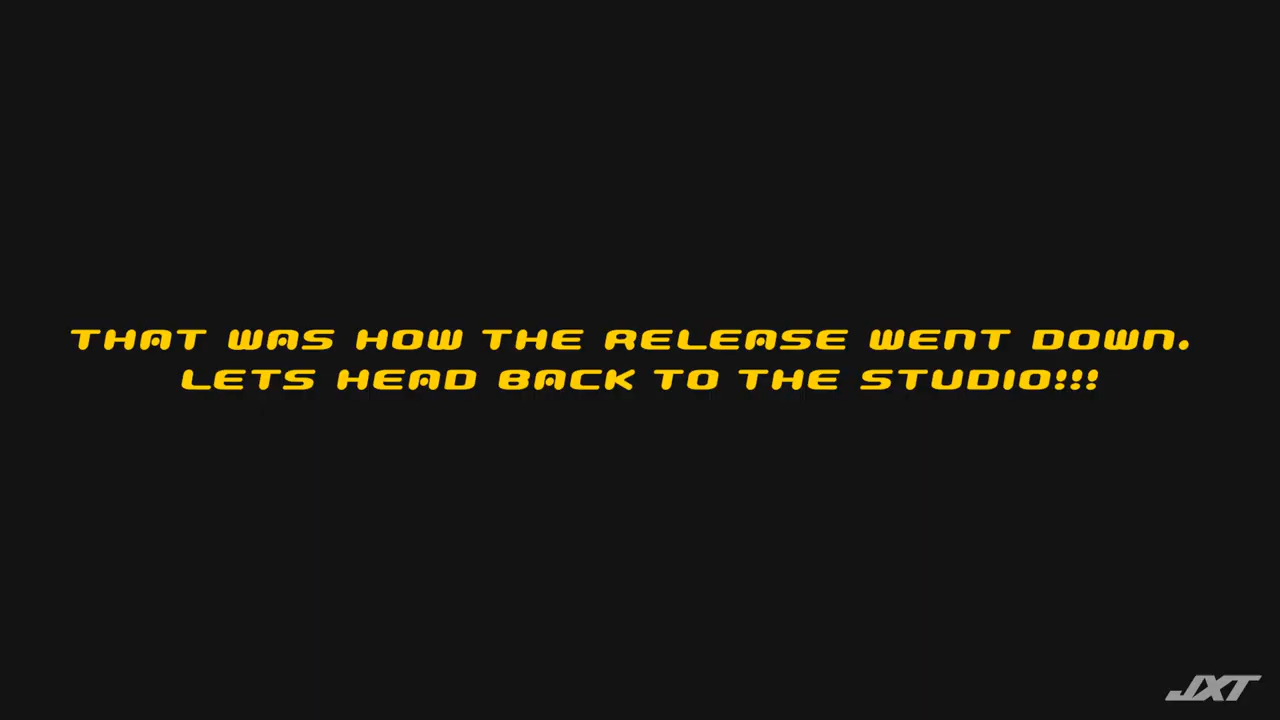 THAT WAS HOW THE RELEASE WENT DOWN.
LETS HEAD BACK TO THE STUDIO!!!
JXT